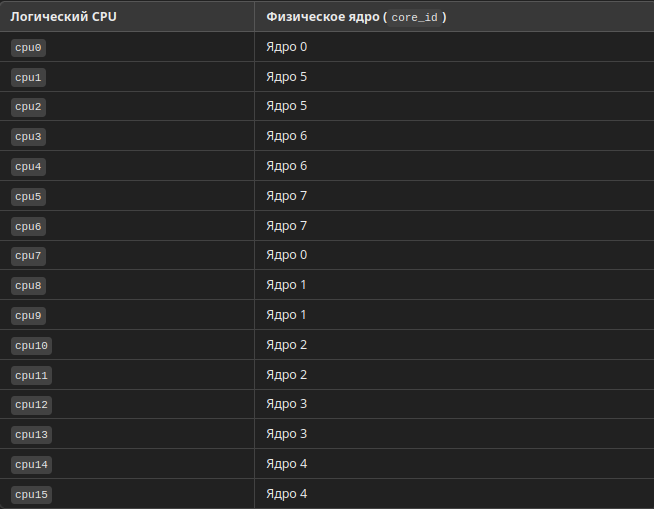 Логический CPU Физическое ядро ( core_id )
cpu0 Ядро 0
cpu1 Ядро 5
cpu2 Ядро 5
cpu3 Ядро 6
cpu4 Ядро 6
cpu5 Ядро 7
cpu6 Ядро 7
cpu7 Ядро 0
cpu8 Ядро 1
cpu9 Ядро 1
cpu10 Ядро 2
cpu11 Ядро 2
cpu12 Ядро 3
cpu13 Ядро 3
cpu14 Ядро 4
cpu15 Ядро 4